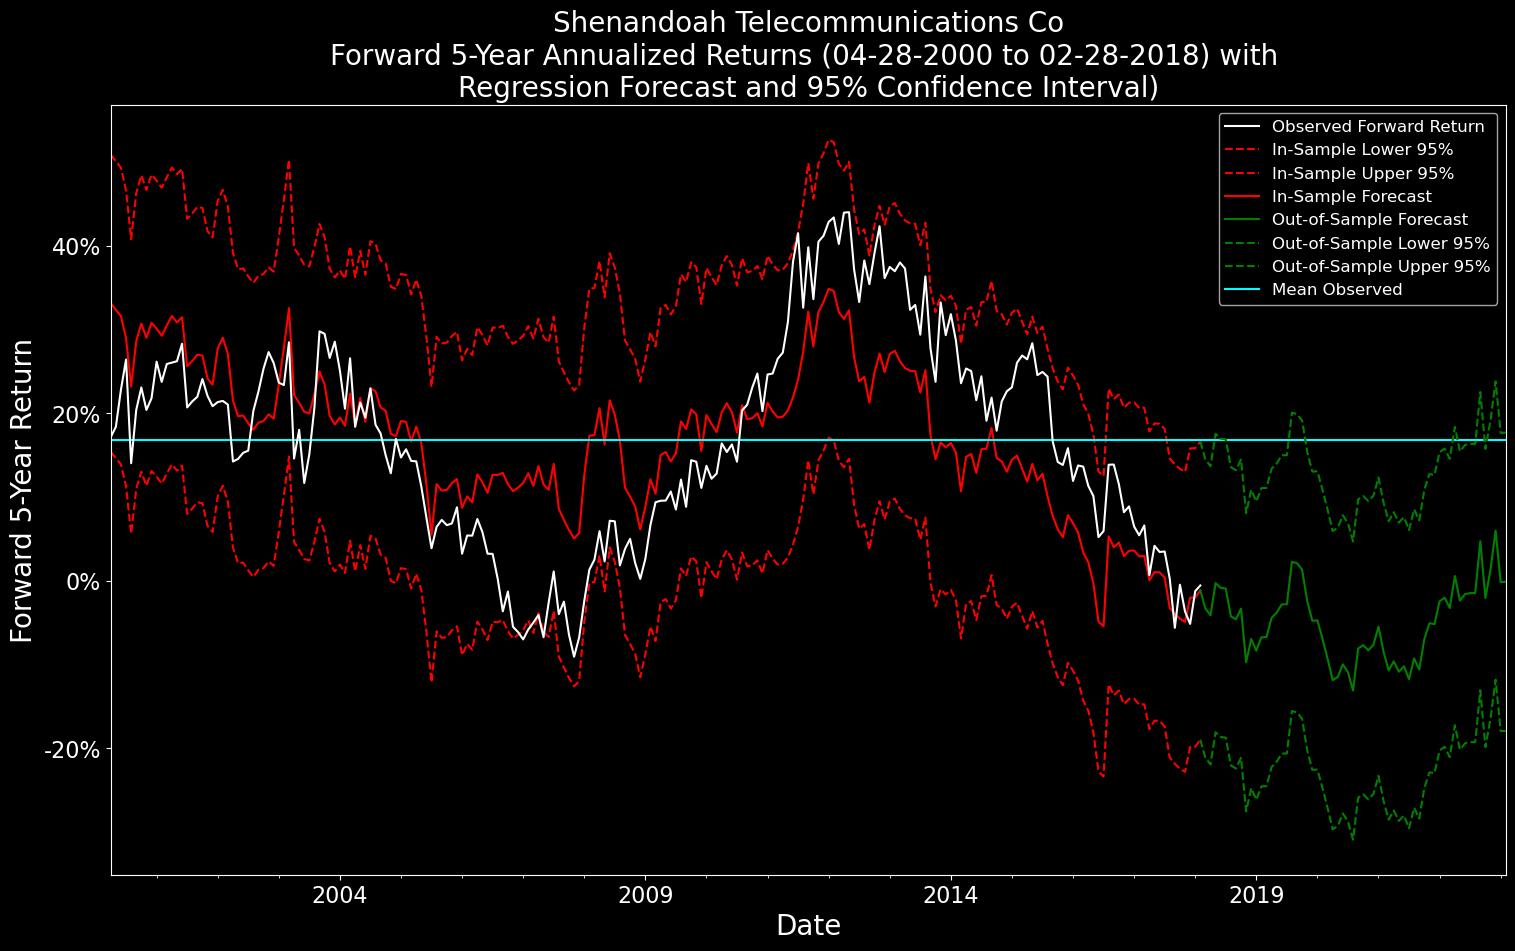 Shenandoah Telecommunications Co
Forward 5-Year Annualized Returns (04-28-2000 to 02-28-2018) with
Regression Forecast and 95% Confidence Interval)
Observed Forward Return
In-Sample Lower 95%
In-Sample Upper 95%
In-Sample Forecast
Out-of-Sample Forecast
Out-of-Sample Lower 95%
Out-of-Sample Upper 95%
Mean Observed
Forward 5-Year Return
40%
20%
0%
-20%
2004
2009
2014
2019
Date